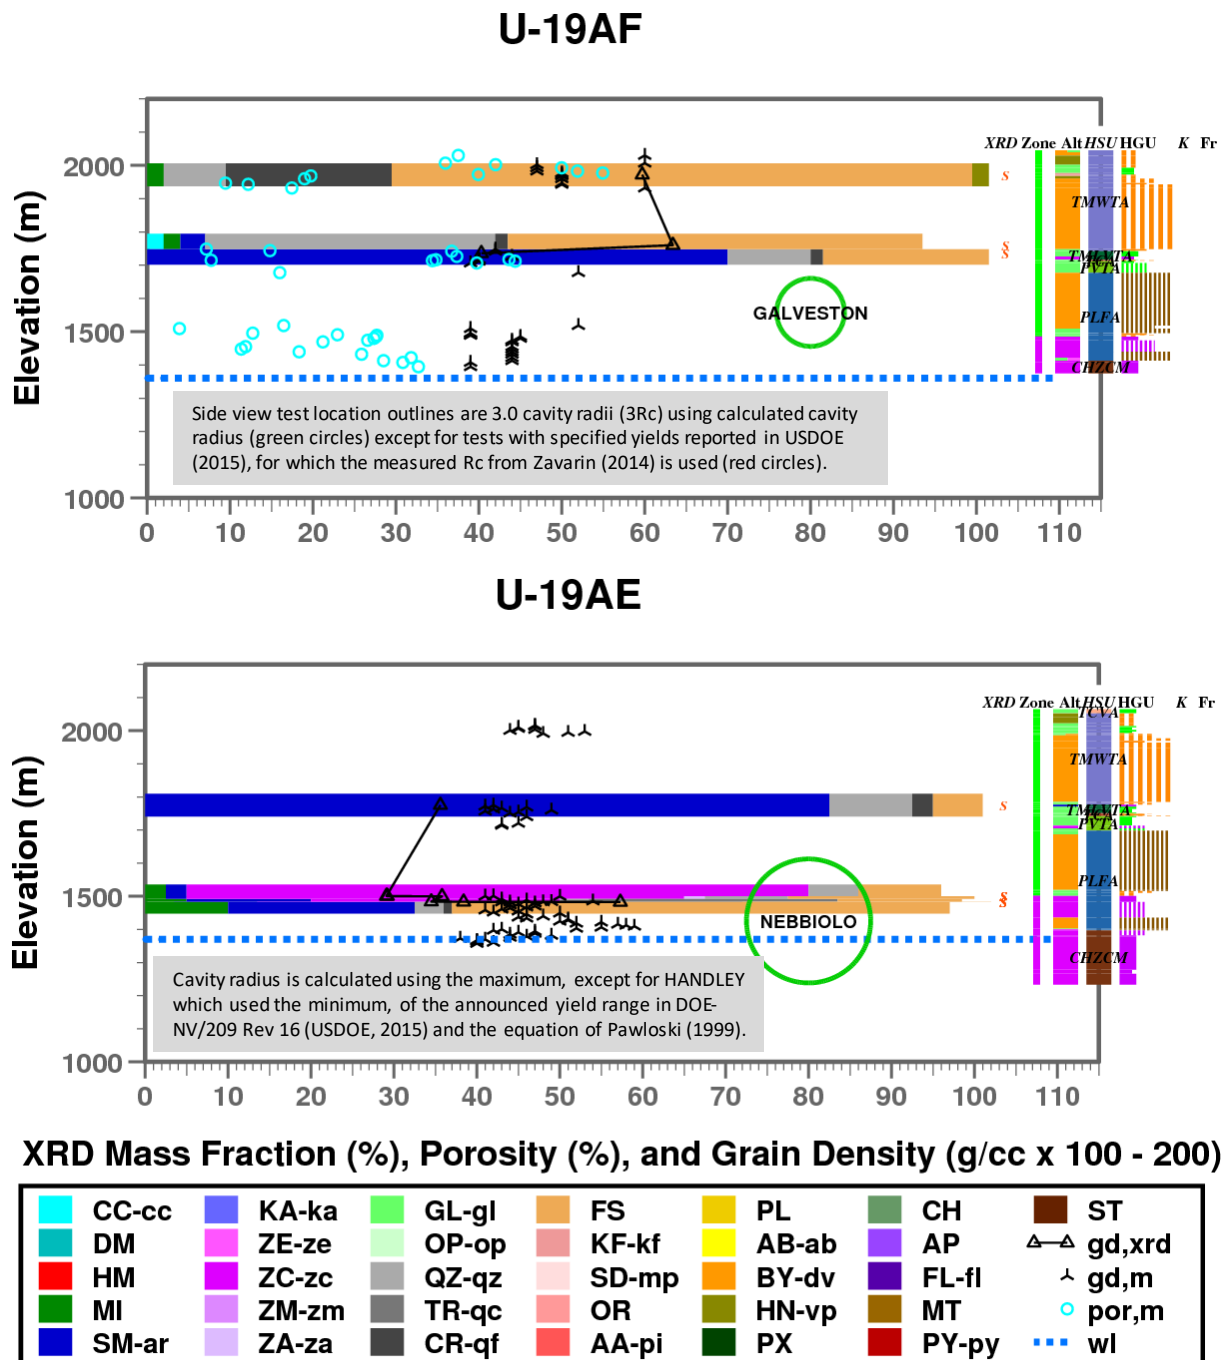 U-19AF
Elevation (m)
2000
1500
1000
0 10 20 30 40 50 60 70 80 90 100 110
XRD Zone Alt HSU HGU K Fr
S
S
S
GALVESTON
TMWTA
TMLVTA
PVTA
PLFA
CHZCM
Side view test location outlines are 3.0 cavity radii (3Rc) using calculated cavity
radius (green circles) except for tests with specified yields reported in USDOE
(2015), for which the measured Rc from Zavarin (2014) is used (red circles).
U-19AE
Elevation (m)
2000
1500
1000
0 10 20 30 40 50 60 70 80 90 100 110
XRD Zone Alt HSU HGU K Fr
S
S
NEBBIOLO
TCVA
TMWTA
TMLVTA
PVTA
PLFA
CHZCM
Cavity radius is calculated using the maximum, except for HANDLEY
which used the minimum, of the announced yield range in DOE-
NV/209 Rev 16 (USDOE, 2015) and the equation of Pawloski (1999).
XRD Mass Fraction (%), Porosity (%), and Grain Density (g/cc x 100 - 200)
CC-cc KA-ka GL-gl FS PL CH ST
DM ZE-ze OP-op KF-kf AB-ab AP gd,xrd
HM ZC-zc QZ-qz SD-mp BY-dv FL-fl gd,m
MI ZM-zm TR-qc OR HN-vp MT por,m
SM-ar ZA-za CR-qf AA-pi PX PY-py wl